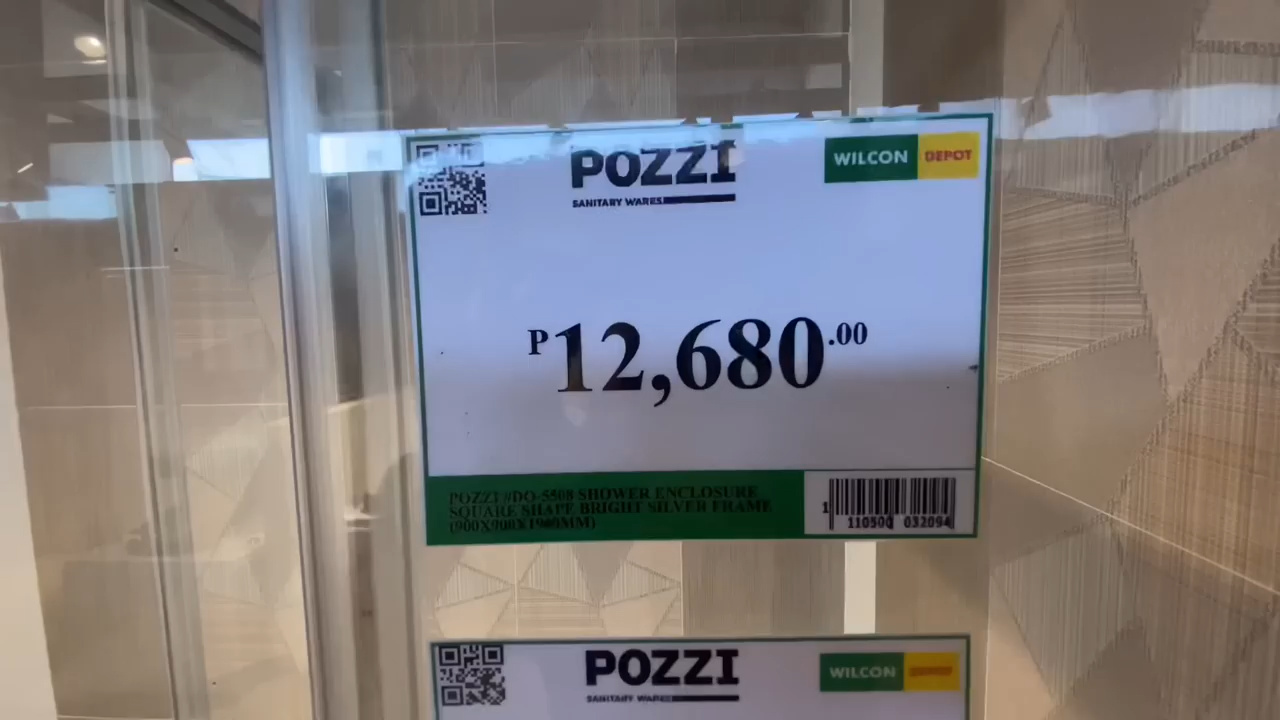 POZZI
SANITARY WARES
WILCON DEPOT
₱12,680.00
POZZI #DO-5508 SHOWER ENCLOSURE
SQUARE SHAPE BRIGHT SILVER FRAME
(900X900X1900MM)
1 110500 032094
POZZI
SANITARY WARES
WILCON